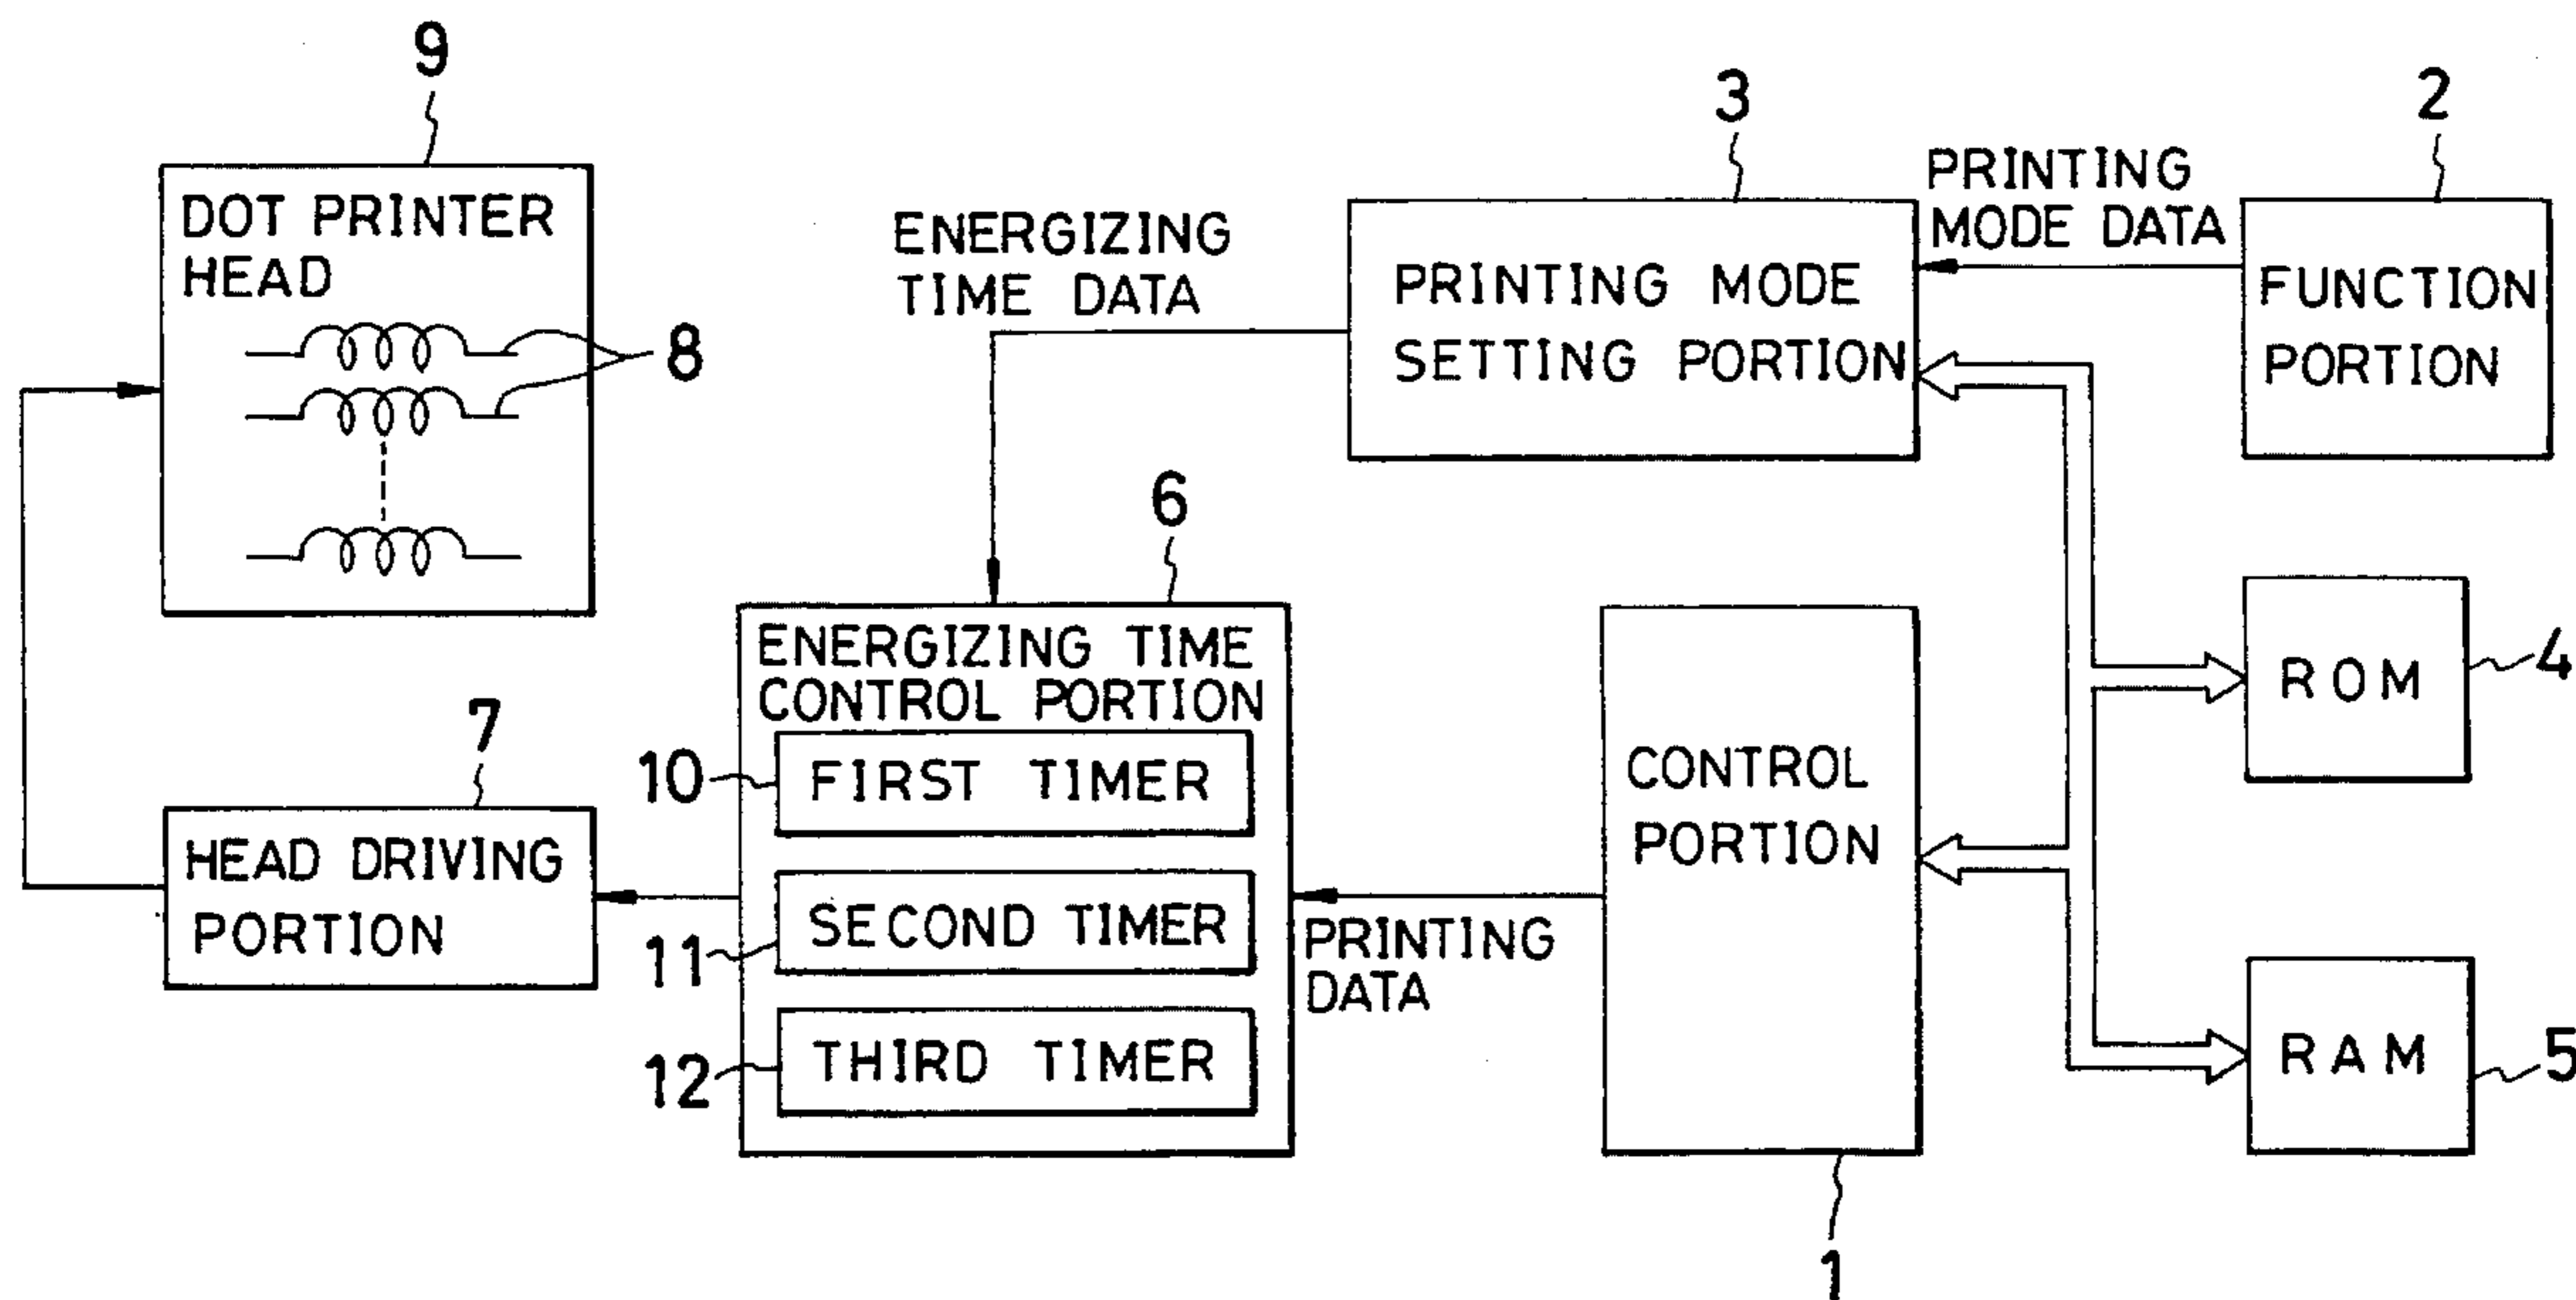 9
DOT PRINTER
HEAD
8
ENERGIZING
TIME DATA
3
PRINTING MODE
SETTING PORTION
PRINTING
MODE DATA
2
FUNCTION
PORTION
6
ENERGIZING TIME
CONTROL PORTION
10
FIRST TIMER
11
SECOND TIMER
12
THIRD TIMER
7
HEAD DRIVING
PORTION
PRINTING
DATA
CONTROL
PORTION
1
ROM
4
RAM
5